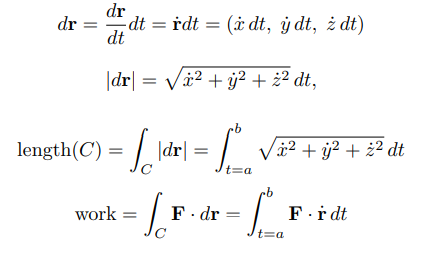 d𝐫 = d𝐫/dt dt = 𝐫̇dt = (ẋ dt, ẏ dt, ż dt)
|d𝐫| = √(ẋ² + ẏ² + ż²) dt,
length(C) = ∫_C |d𝐫| = ∫_{t=a}^{b} √(ẋ² + ẏ² + ż²) dt
work = ∫_C 𝐅 · d𝐫 = ∫_{t=a}^{b} 𝐅 · 𝐫̇ dt